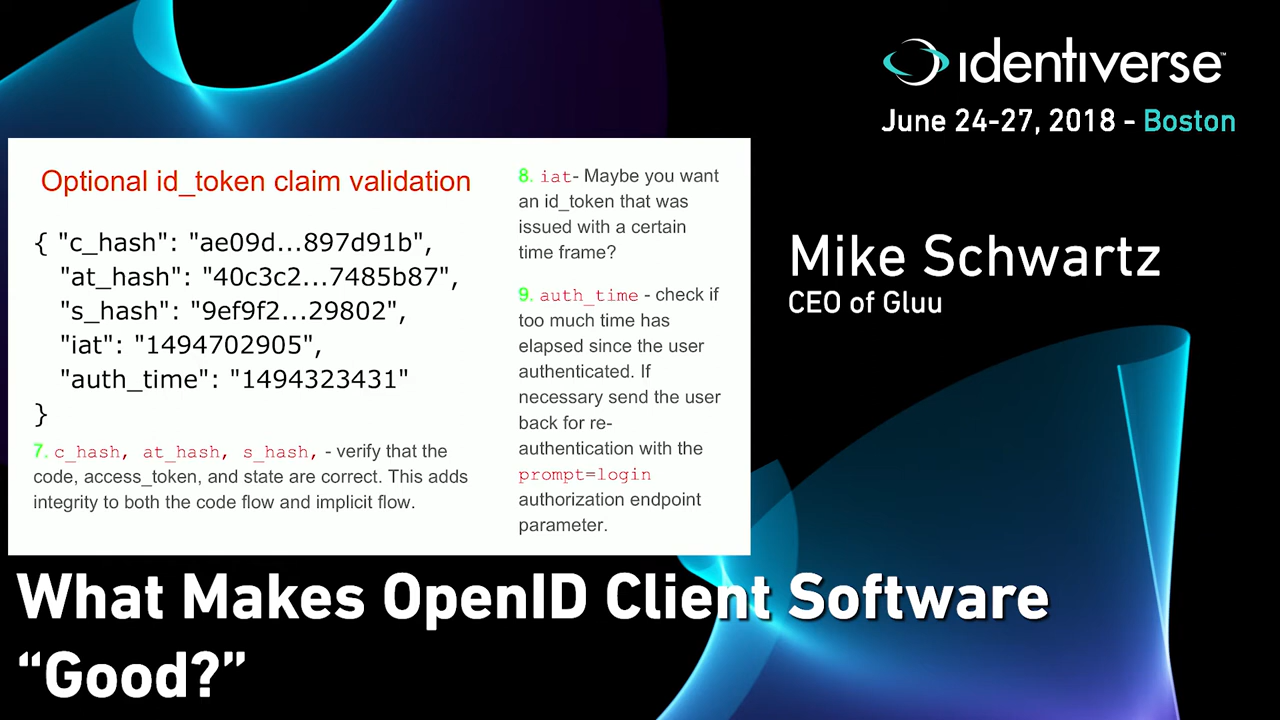 identiverse™
June 24-27, 2018 - Boston
Optional id_token claim validation
{ "c_hash": "ae09d...897d91b",
"at_hash": "40c3c2...7485b87",
"s_hash": "9ef9f2...29802",
"iat": "1494702905",
"auth_time": "1494323431"
}
7. c_hash, at_hash, s_hash, - verify that the
code, access_token, and state are correct. This adds
integrity to both the code flow and implicit flow.
8. iat- Maybe you want
an id_token that was
issued with a certain
time frame?
9. auth_time - check if
too much time has
elapsed since the user
authenticated. If
necessary send the user
back for re-
authentication with the
prompt=login
authorization endpoint
parameter.
Mike Schwartz
CEO of Gluu
What Makes OpenID Client Software
“Good?”